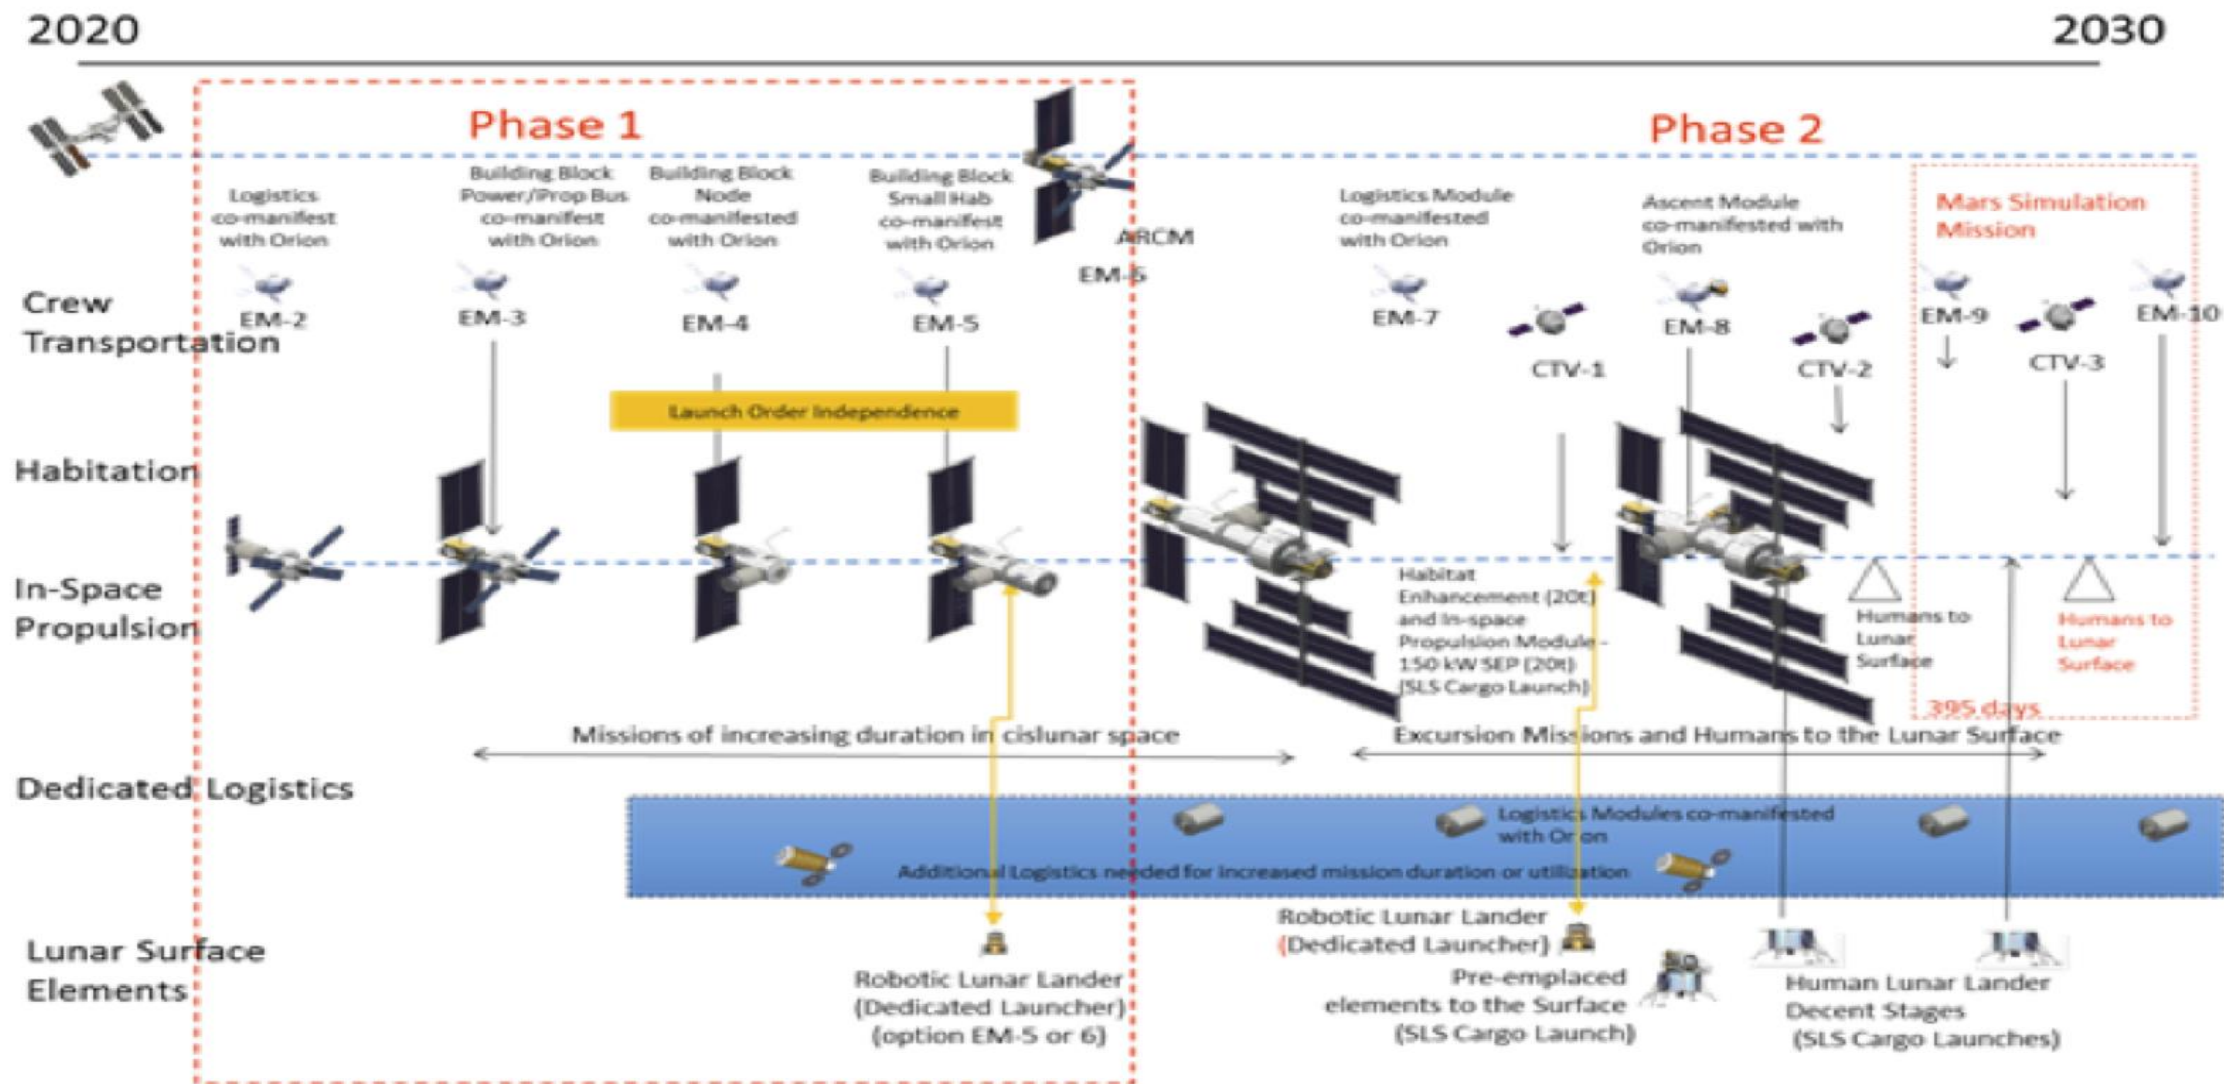 2020
2030
Phase 1
Phase 2
Logistics
co-manifest
with Orion
Building Block
Power/Prop Bus
co-manifest
with Orion
Building Block
Node
co-manifested
with Orion
Building Block
Small Hab
co-manifest
with Orion
ARCM
EM-6
Logistics Module
co-manifested
with Orion
Ascent Module
co-manifested with
Orion
Mars Simulation
Mission
Crew
Transportation
EM-2
EM-3
EM-4
EM-5
EM-7
CTV-1
EM-8
CTV-2
EM-9
CTV-3
EM-10
Launch Order Independence
Habitation
In-Space
Propulsion
Habitat
Enhancement (20t)
and In-space
Propulsion Module -
150 kW SEP (20t)
(SLS Cargo Launch)
Humans to
Lunar
Surface
Humans to
Lunar
Surface
395 days
Missions of increasing duration in cislunar space
Excursion Missions and Humans to the Lunar Surface
Dedicated Logistics
Logistics Modules co-manifested
with Orion
Additional Logistics needed for increased mission duration or utilization
Lunar Surface
Elements
Robotic Lunar Lander
(Dedicated Launcher)
(option EM-5 or 6)
Robotic Lunar Lander
(Dedicated Launcher)
Pre-emplaced
elements to the Surface
(SLS Cargo Launch)
Human Lunar Lander
Decent Stages
(SLS Cargo Launches)